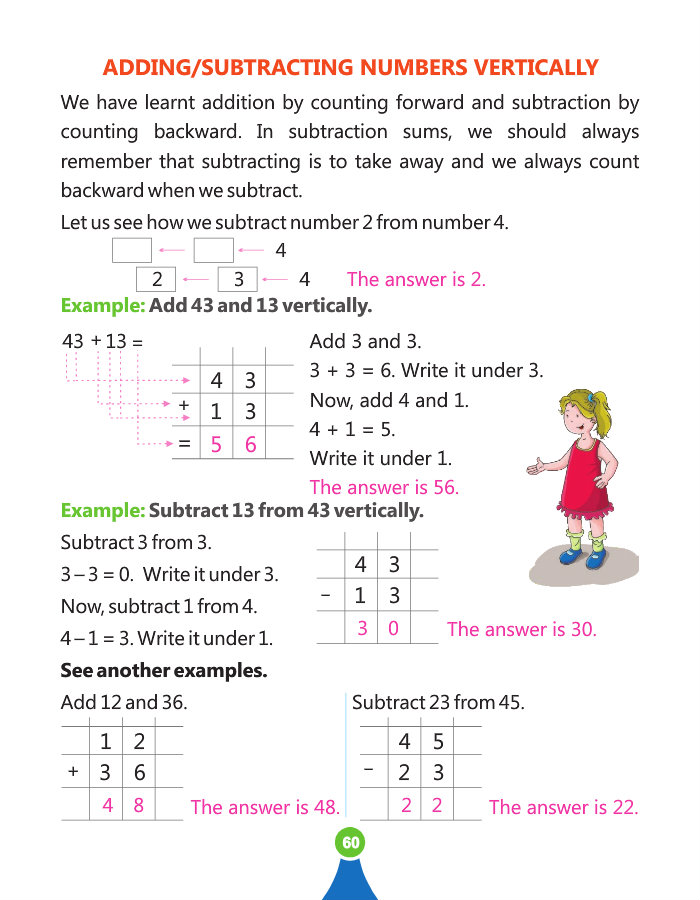 ADDING/SUBTRACTING NUMBERS VERTICALLY
We have learnt addition by counting forward and subtraction by
counting backward. In subtraction sums, we should always
remember that subtracting is to take away and we always count
backward when we subtract.
Let us see how we subtract number 2 from number 4.
4
2 3 4 The answer is 2.
Example: Add 43 and 13 vertically.
43 + 13 =
4 3
+ 1 3
= 5 6
Add 3 and 3.
3 + 3 = 6. Write it under 3.
Now, add 4 and 1.
4 + 1 = 5.
Write it under 1.
The answer is 56.
Example: Subtract 13 from 43 vertically.
Subtract 3 from 3.
3 – 3 = 0. Write it under 3.
Now, subtract 1 from 4.
4 – 1 = 3. Write it under 1.
4 3
– 1 3
3 0 The answer is 30.
See another examples.
Add 12 and 36.
1 2
+ 3 6
4 8 The answer is 48.
Subtract 23 from 45.
4 5
– 2 3
2 2 The answer is 22.
60